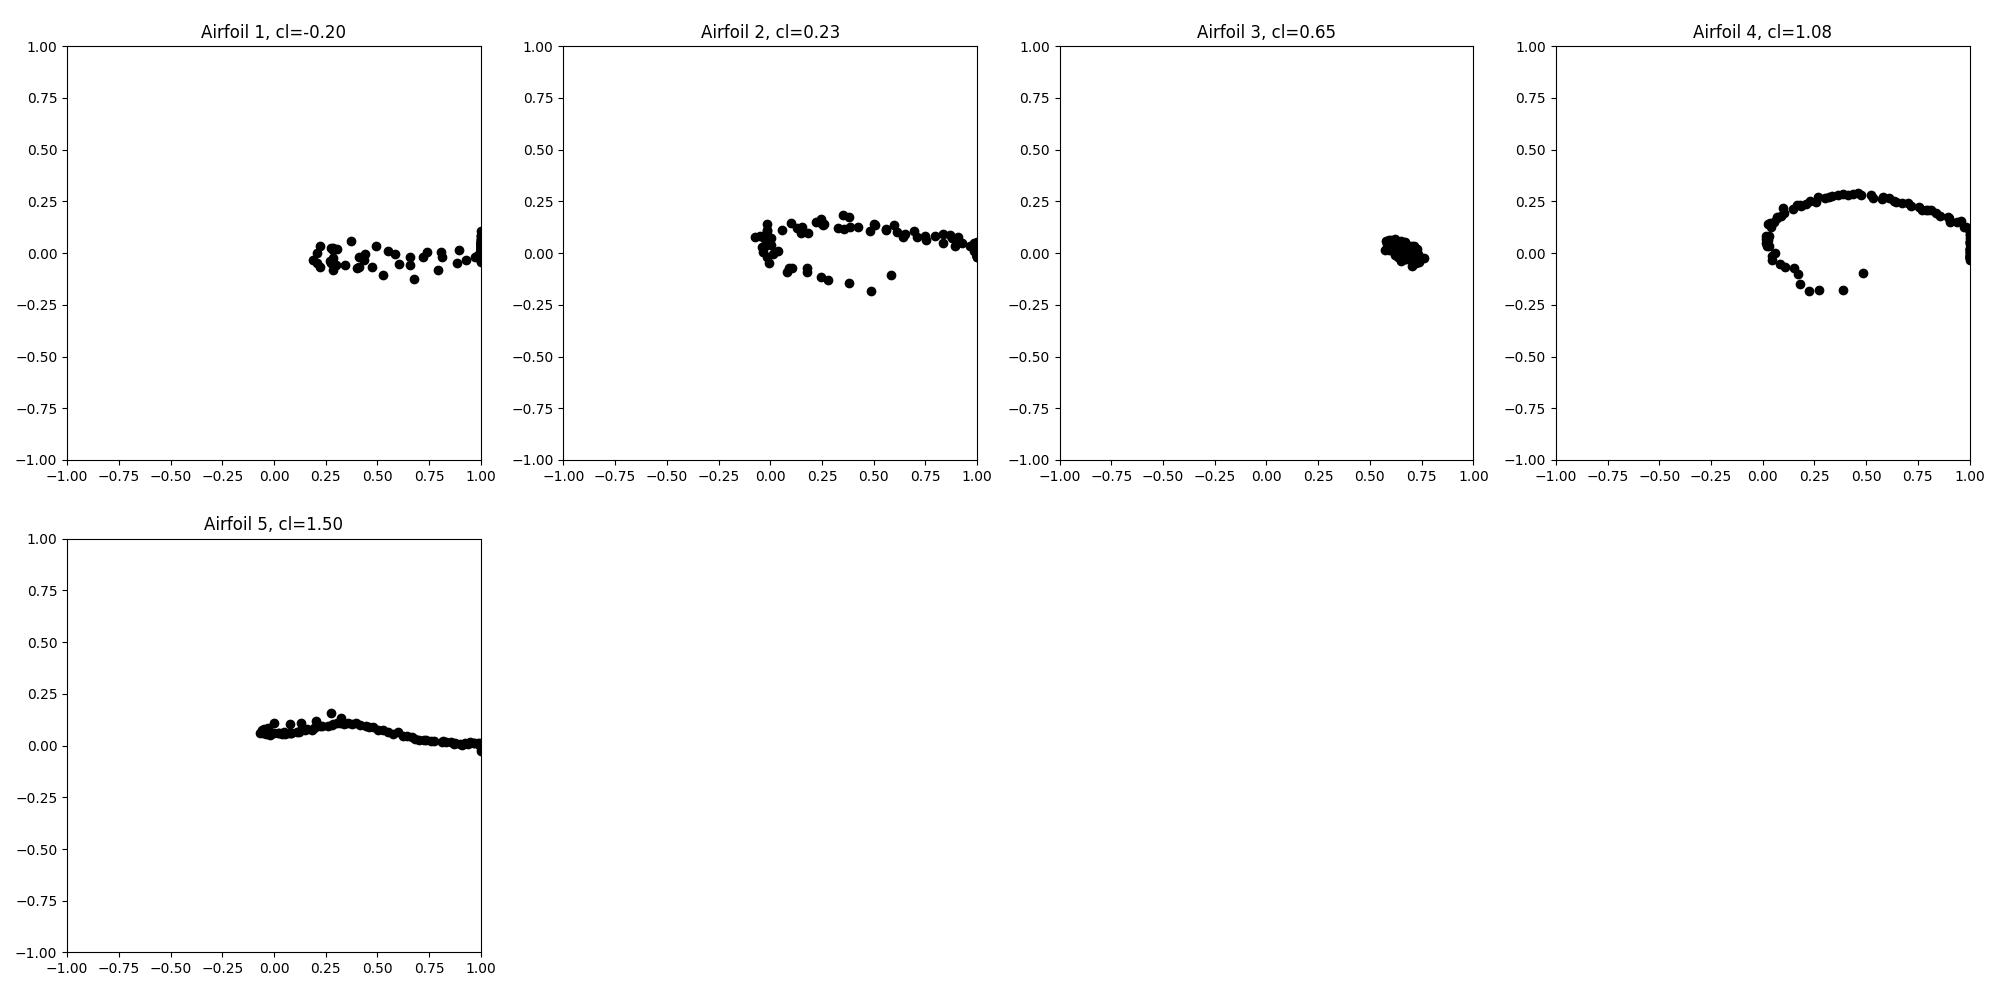 Airfoil 1, cl=-0.20
Airfoil 2, cl=0.23
Airfoil 3, cl=0.65
Airfoil 4, cl=1.08
1.00 1.00 1.00 1.00
0.75 0.75 0.75 0.75
0.50 0.50 0.50 0.50
0.25 0.25 0.25 0.25
0.00 0.00 0.00 0.00
−0.25 −0.25 −0.25 −0.25
−0.50 −0.50 −0.50 −0.50
−0.75 −0.75 −0.75 −0.75
−1.00 −1.00 −1.00 −1.00
−1.00 −0.75 −0.50 −0.25 0.00 0.25 0.50 0.75 1.00
−1.00 −0.75 −0.50 −0.25 0.00 0.25 0.50 0.75 1.00
−1.00 −0.75 −0.50 −0.25 0.00 0.25 0.50 0.75 1.00
−1.00 −0.75 −0.50 −0.25 0.00 0.25 0.50 0.75 1.00
Airfoil 5, cl=1.50
1.00
0.75
0.50
0.25
0.00
−0.25
−0.50
−0.75
−1.00
−1.00 −0.75 −0.50 −0.25 0.00 0.25 0.50 0.75 1.00